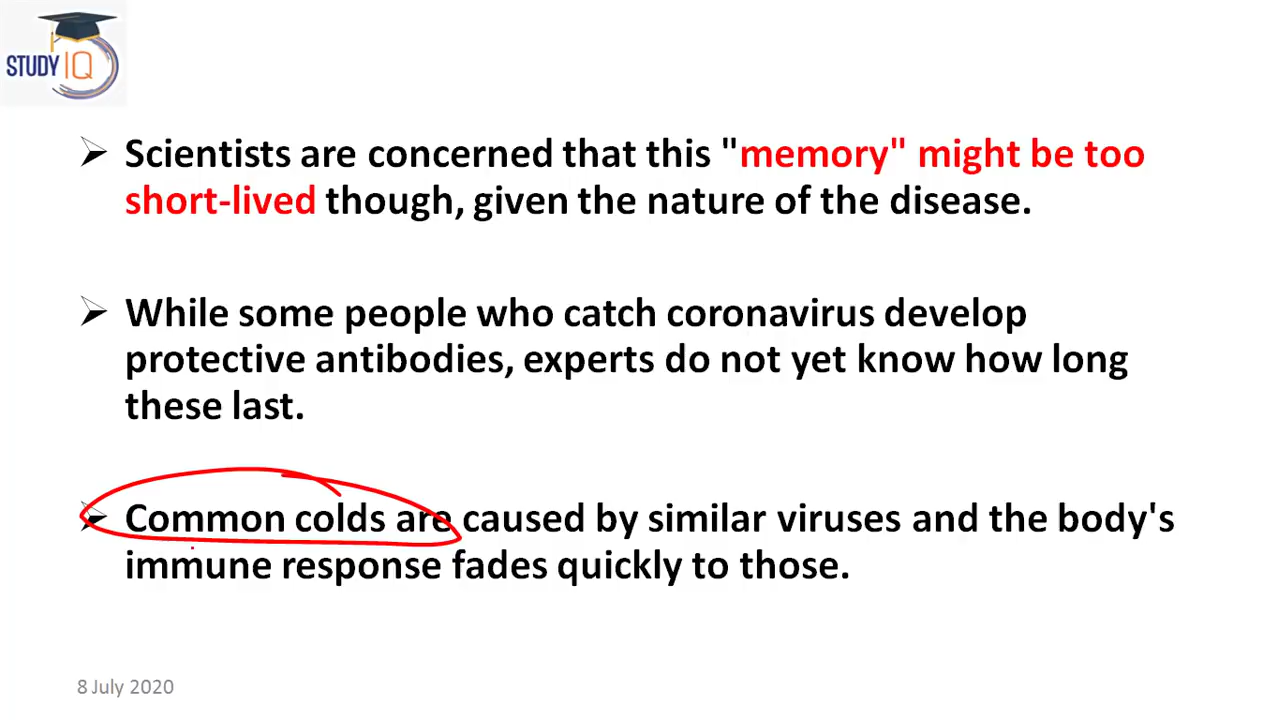 STUDY IQ
Scientists are concerned that this "memory" might be too
short-lived though, given the nature of the disease.
While some people who catch coronavirus develop
protective antibodies, experts do not yet know how long
these last.
Common colds are caused by similar viruses and the body's
immune response fades quickly to those.
8 July 2020